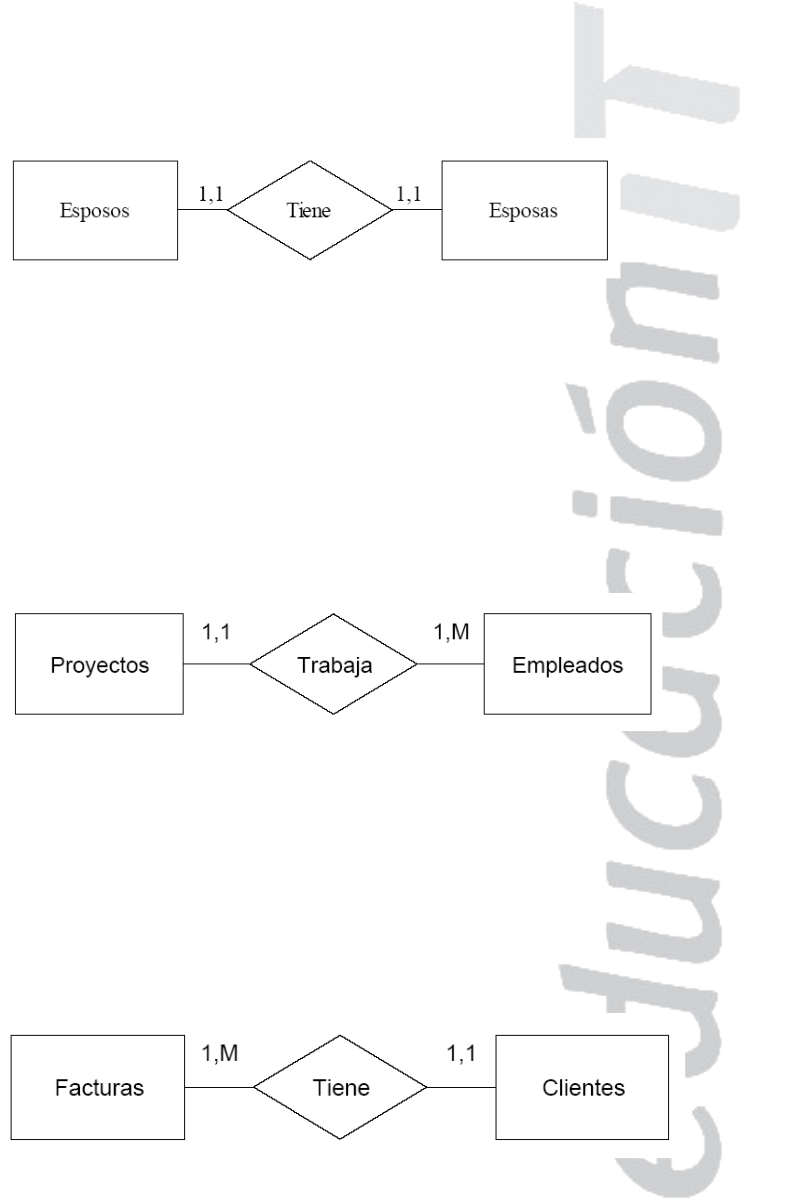 1,1 1,1
Esposos Tiene Esposas
1,1 1,M
Proyectos Trabaja Empleados
1,M 1,1
Facturas Tiene Clientes